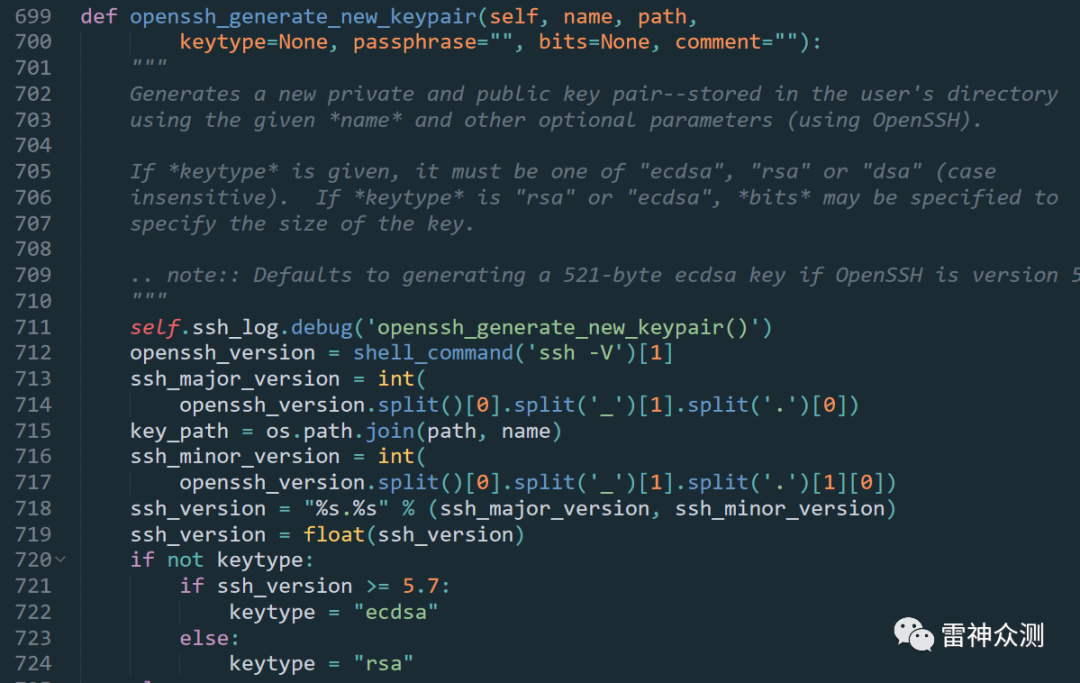 699 def openssh_generate_new_keypair(self, name, path,
700         keytype=None, passphrase="", bits=None, comment=""):
701     """
702     Generates a new private and public key pair--stored in the user's directory
703     using the given *name* and other optional parameters (using OpenSSH).
704
705     If *keytype* is given, it must be one of "ecdsa", "rsa" or "dsa" (case
706     insensitive).  If *keytype* is "rsa" or "ecdsa", *bits* may be specified to
707     specify the size of the key.
708
709     .. note:: Defaults to generating a 521-byte ecdsa key if OpenSSH is version 5
710     """
711     self.ssh_log.debug('openssh_generate_new_keypair()')
712     openssh_version = shell_command('ssh -V')[1]
713     ssh_major_version = int(
714         openssh_version.split()[0].split('_')[1].split('.')[0])
715     key_path = os.path.join(path, name)
716     ssh_minor_version = int(
717         openssh_version.split()[0].split('_')[1].split('.')[1][0])
718     ssh_version = "%s.%s" % (ssh_major_version, ssh_minor_version)
719     ssh_version = float(ssh_version)
720     if not keytype:
721         if ssh_version >= 5.7:
722             keytype = "ecdsa"
723         else:
724             keytype = "rsa"
雷神众测